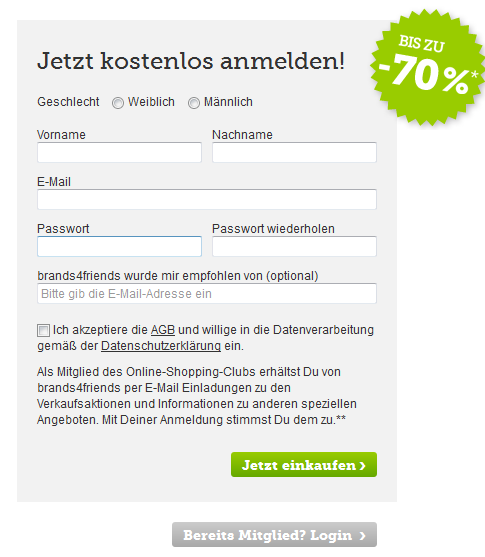 Jetzt kostenlos anmelden!
BIS ZU
-70%*
Geschlecht Weiblich Männlich
Vorname Nachname
E-Mail
Passwort Passwort wiederholen
brands4friends wurde mir empfohlen von (optional)
Bitte gib die E-Mail-Adresse ein
Ich akzeptiere die AGB und willige in die Datenverarbeitung
gemäß der Datenschutzerklärung ein.
Als Mitglied des Online-Shopping-Clubs erhältst Du von
brands4friends per E-Mail Einladungen zu den
Verkaufsaktionen und Informationen zu anderen speziellen
Angeboten. Mit Deiner Anmeldung stimmst Du dem zu.**
Jetzt einkaufen ›
Bereits Mitglied? Login ›